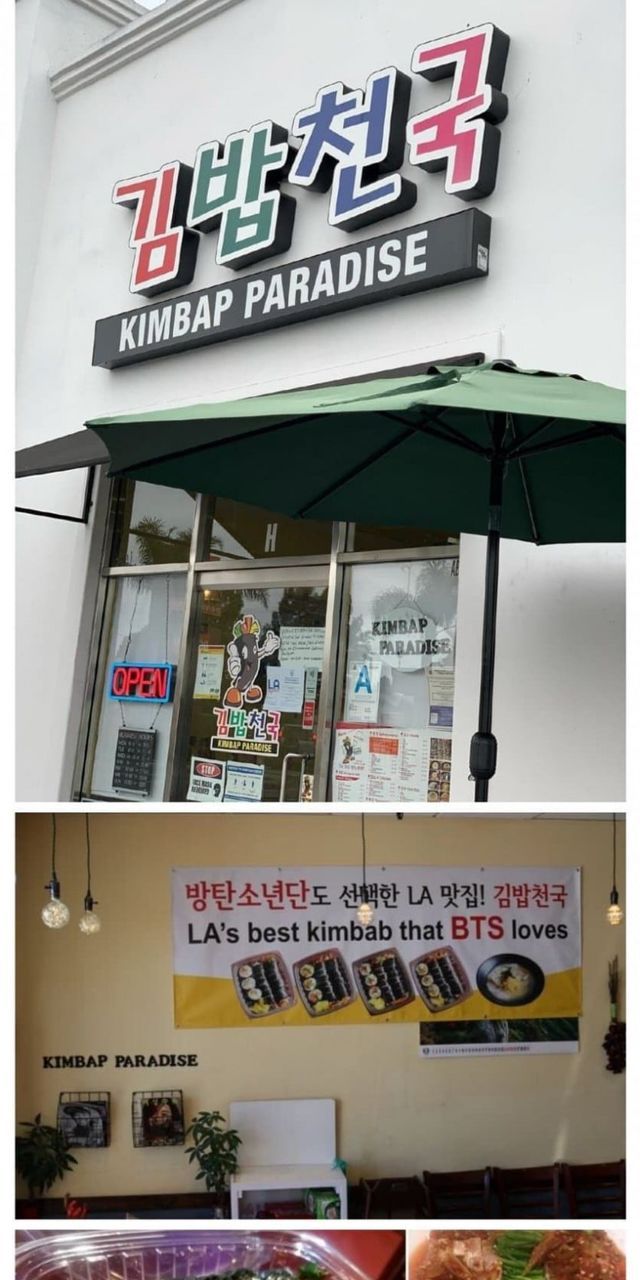 김밥천국
KIMBAP PARADISE
H
OPEN
KIMBAP
PARADISE
LA
A
김밥천국
KIMBAP PARADISE
STOP
방탄소년단도 선택한 LA 맛집! 김밥천국
LA's best kimbab that BTS loves
KIMBAP PARADISE